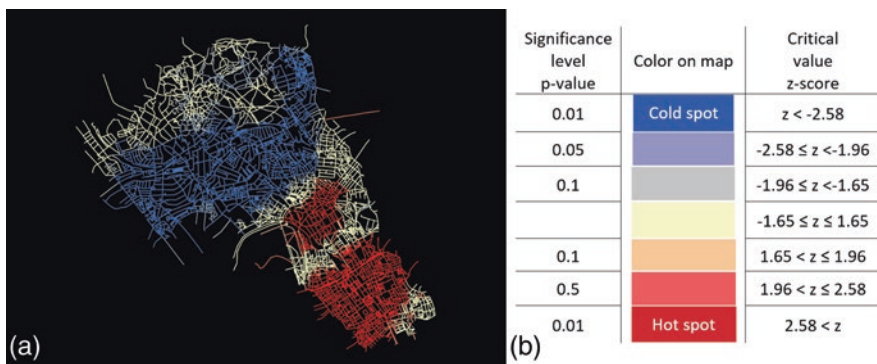 (a)
(b)
Significance
level
p-value
Color on map
Critical
value
z-score
0.01 Cold spot z < -2.58
0.05 -2.58 ≤ z <-1.96
0.1 -1.96 ≤ z <-1.65
-1.65 ≤ z ≤ 1.65
0.1 1.65 < z ≤ 1.96
0.5 1.96 < z ≤ 2.58
0.01 Hot spot 2.58 < z